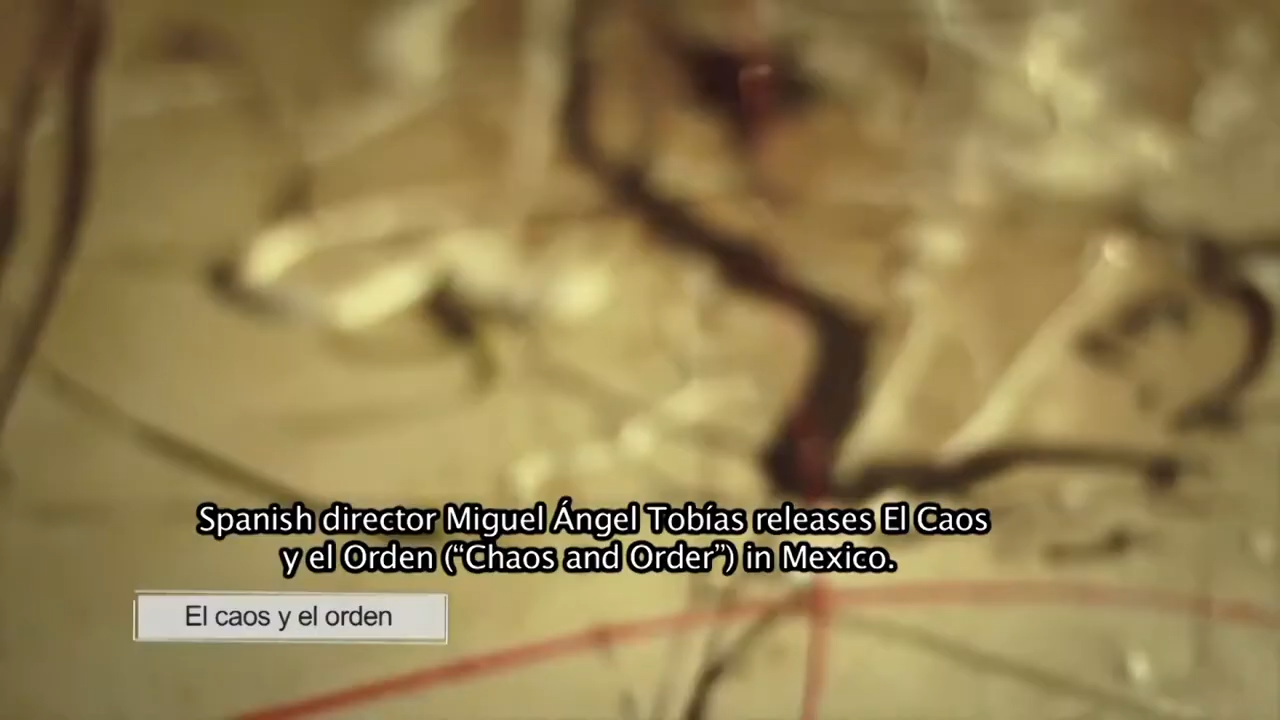 Spanish director Miguel Ángel Tobías releases El Caos
y el Orden (“Chaos and Order”) in Mexico.
El caos y el orden